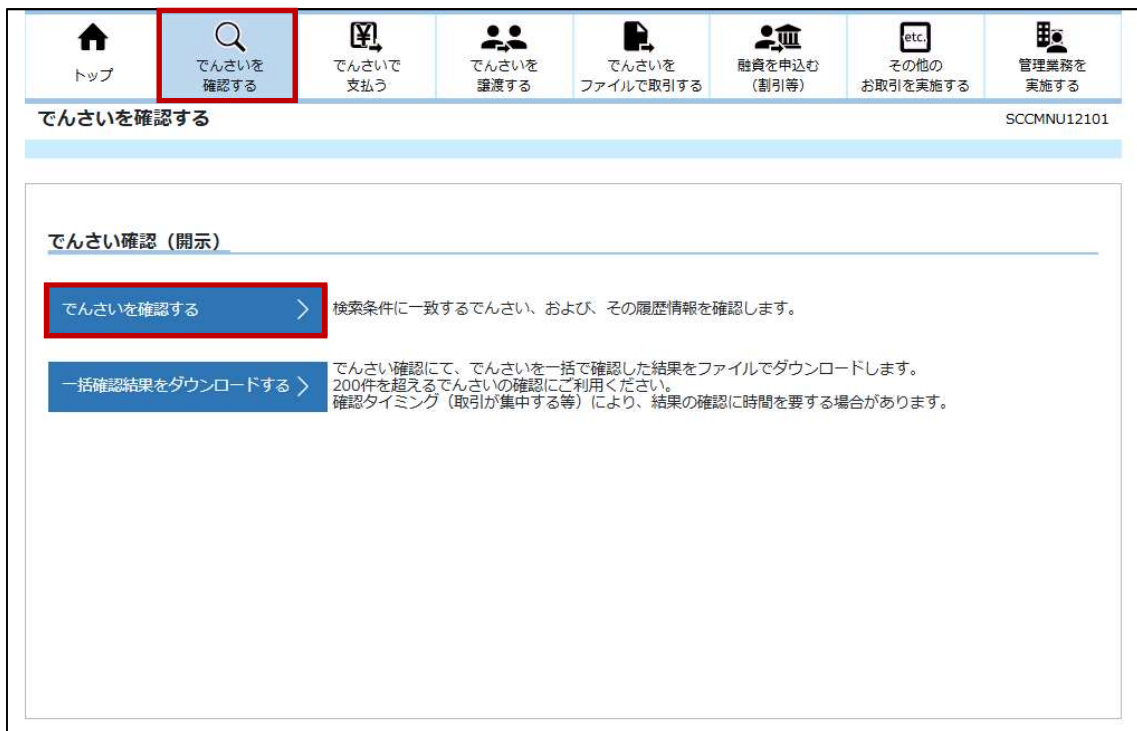 トップ
でんさいを
確認する
でんさいで
支払う
でんさいを
譲渡する
でんさいを
ファイルで取引する
融資を申込む
(割引等)
etc.
その他の
お取引を実施する
管理業務を
実施する
でんさいを確認する
SCCMNU12101
でんさい確認（開示）
でんさいを確認する
検索条件に一致するでんさい、および、その履歴情報を確認します。
一括確認結果をダウンロードする
でんさい確認にて、でんさいを一括で確認した結果をファイルでダウンロードします。
200件を超えるでんさいの確認にご利用ください。
確認タイミング（取引が集中する等）により、結果の確認に時間を要する場合があります。